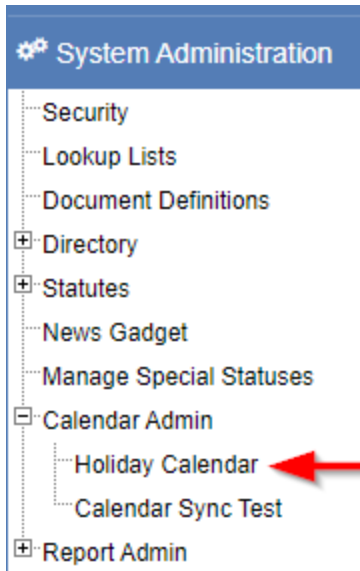 System Administration
Security
Lookup Lists
Document Definitions
Directory
Statutes
News Gadget
Manage Special Statuses
Calendar Admin
Holiday Calendar
Calendar Sync Test
Report Admin